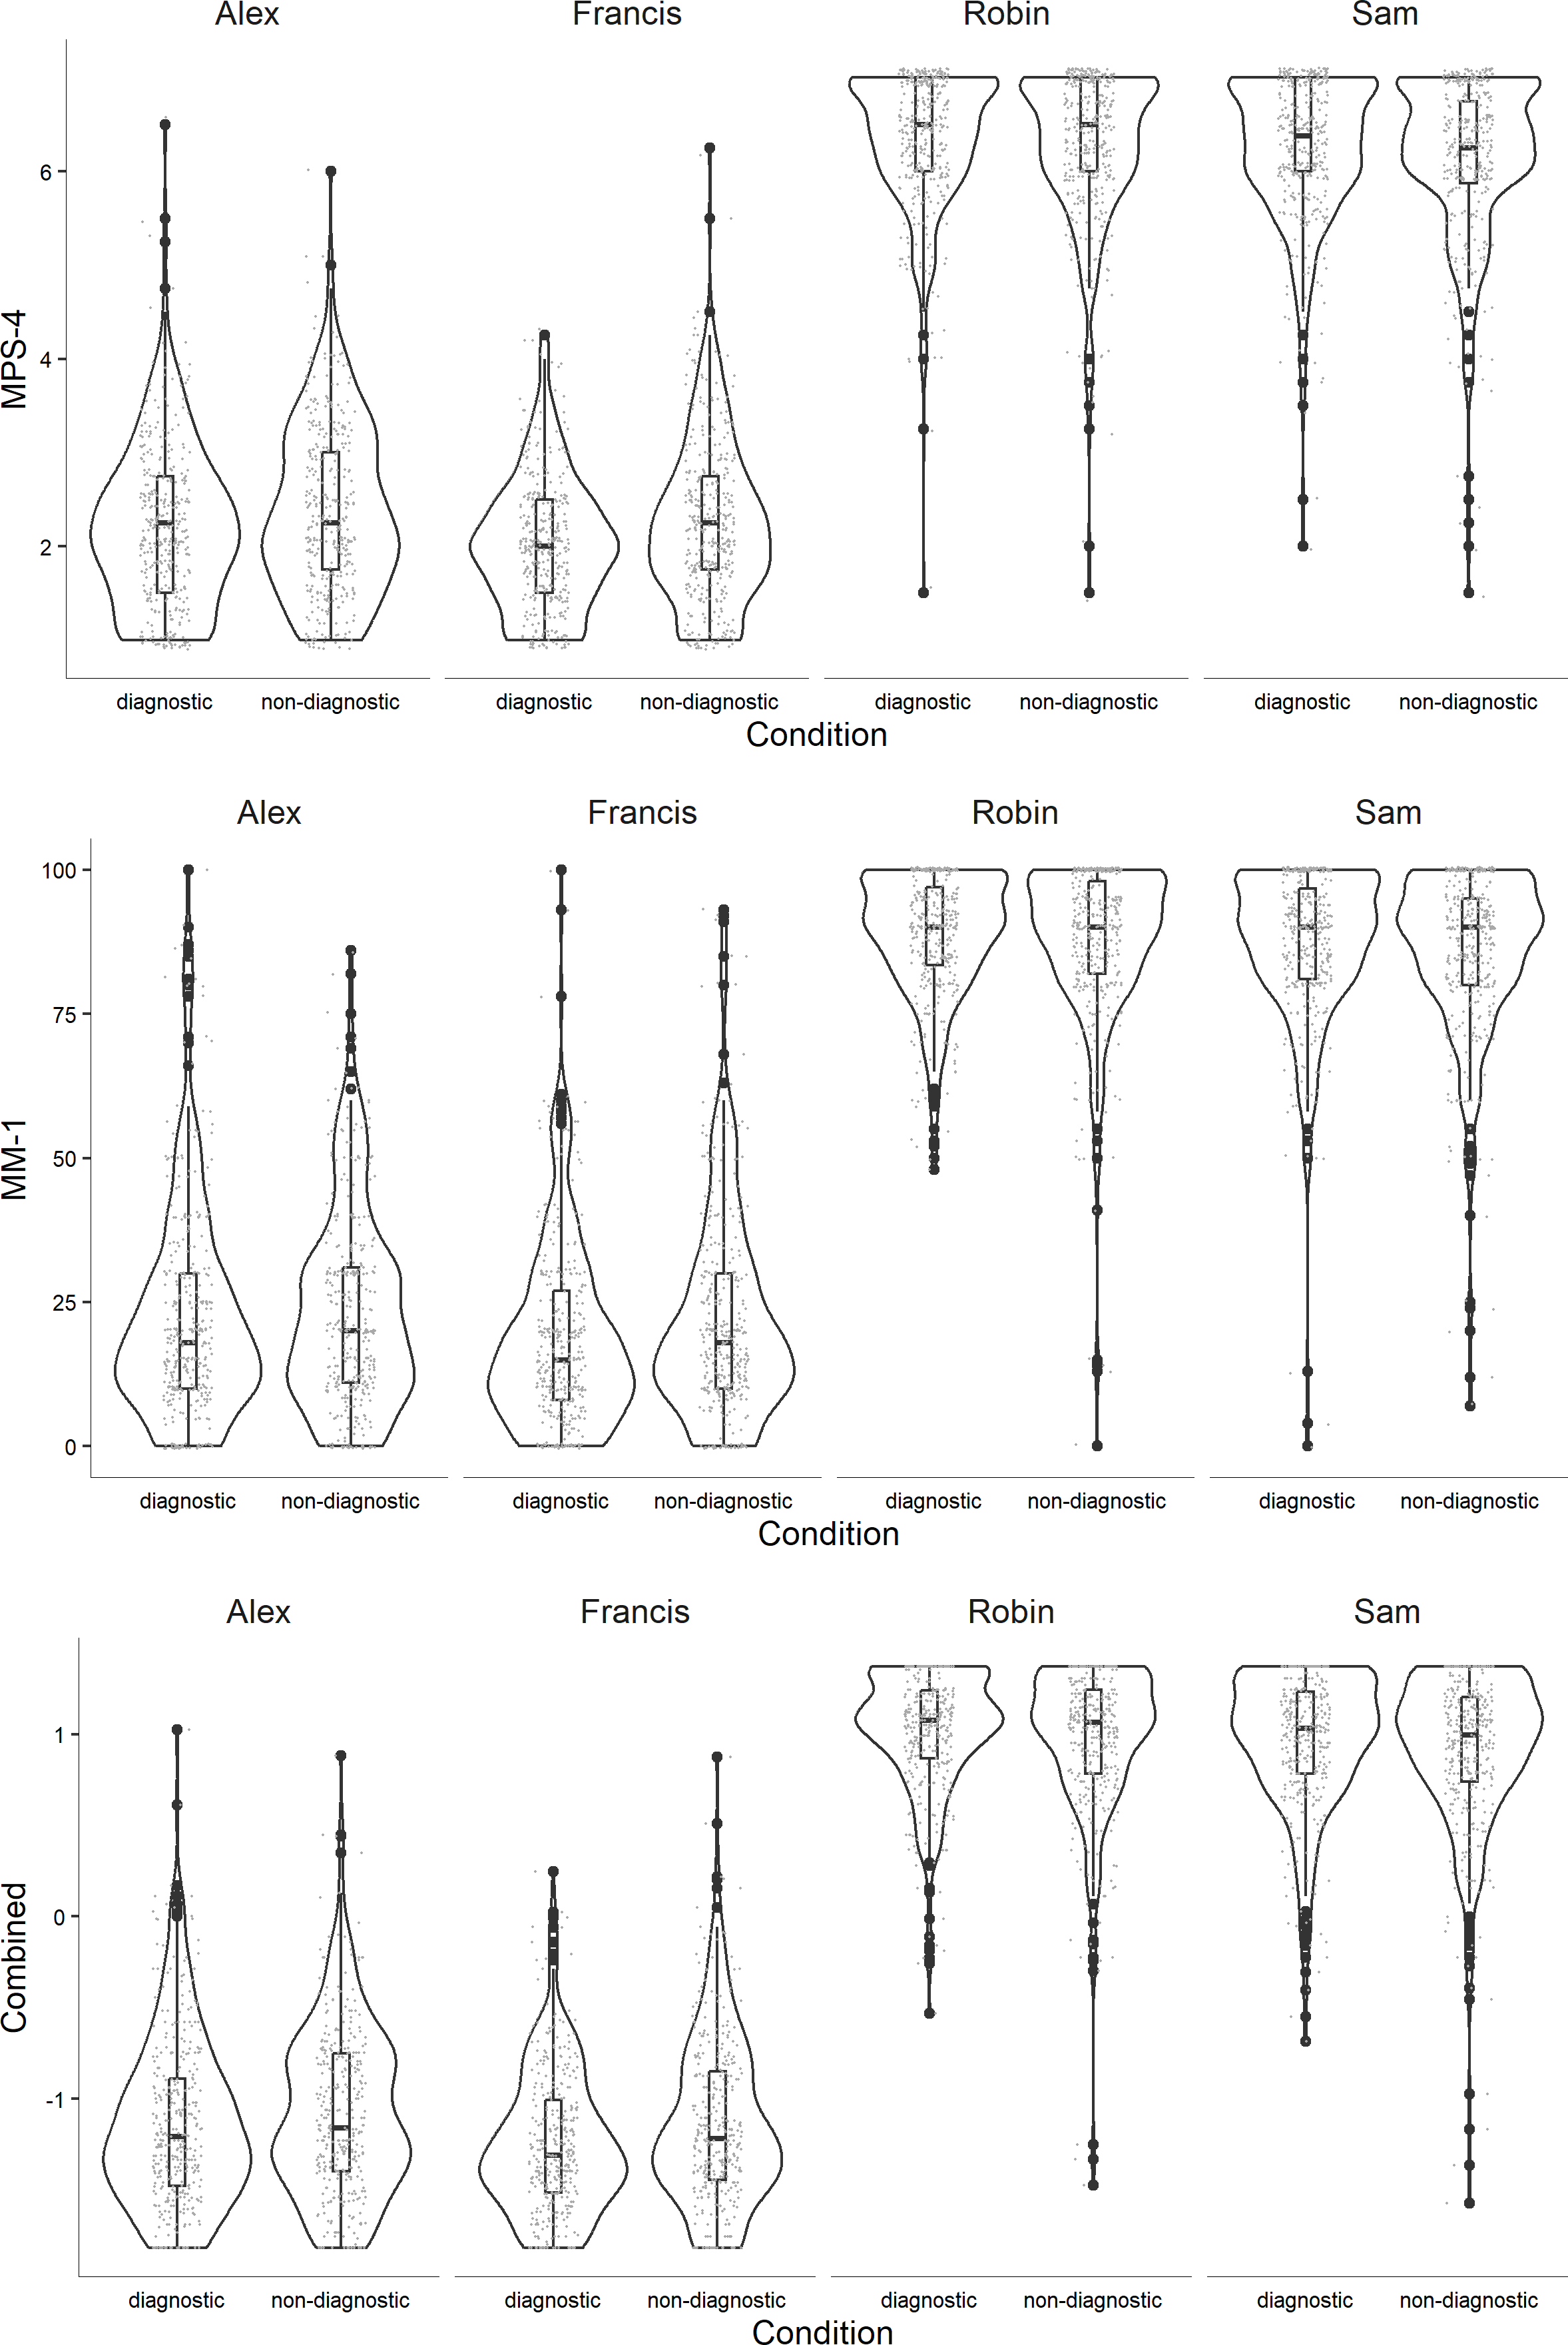 Alex Francis Robin Sam
MPS-4
6
4
2
diagnostic non-diagnostic diagnostic non-diagnostic diagnostic non-diagnostic diagnostic non-diagnostic
Condition
Alex Francis Robin Sam
MM-1
100
75
50
25
0
diagnostic non-diagnostic diagnostic non-diagnostic diagnostic non-diagnostic diagnostic non-diagnostic
Condition
Alex Francis Robin Sam
Combined
1
0
-1
diagnostic non-diagnostic diagnostic non-diagnostic diagnostic non-diagnostic diagnostic non-diagnostic
Condition